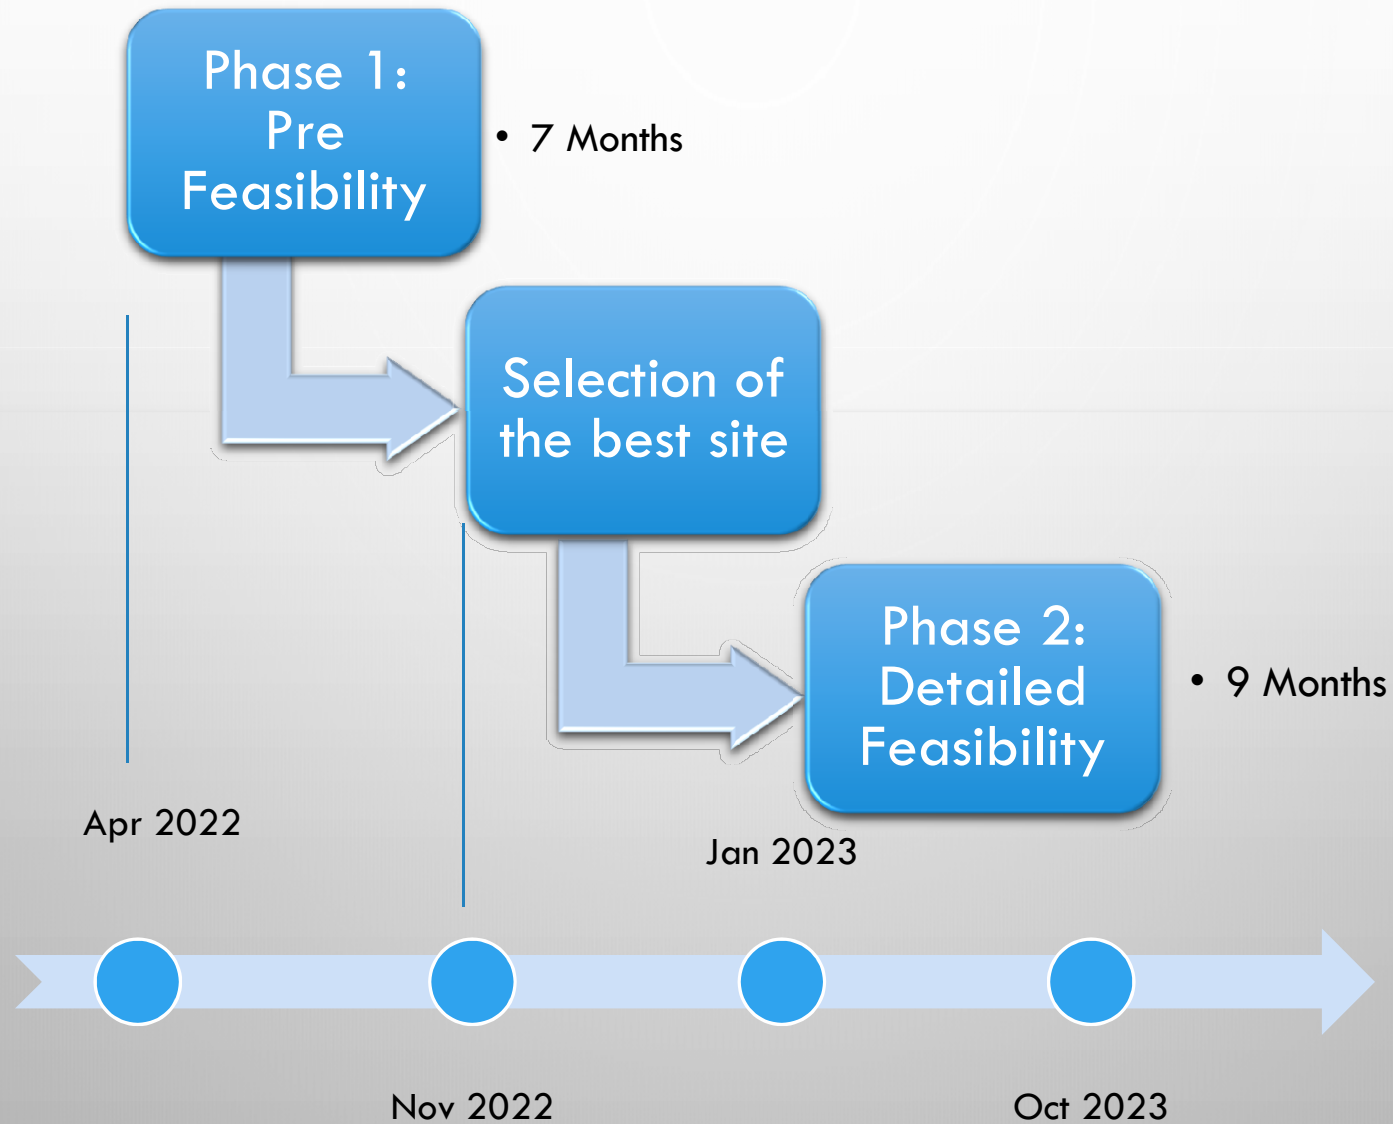 Phase 1:
Pre
Feasibility
• 7 Months
Selection of
the best site
Phase 2:
Detailed
Feasibility
• 9 Months
Apr 2022
Jan 2023
Nov 2022
Oct 2023